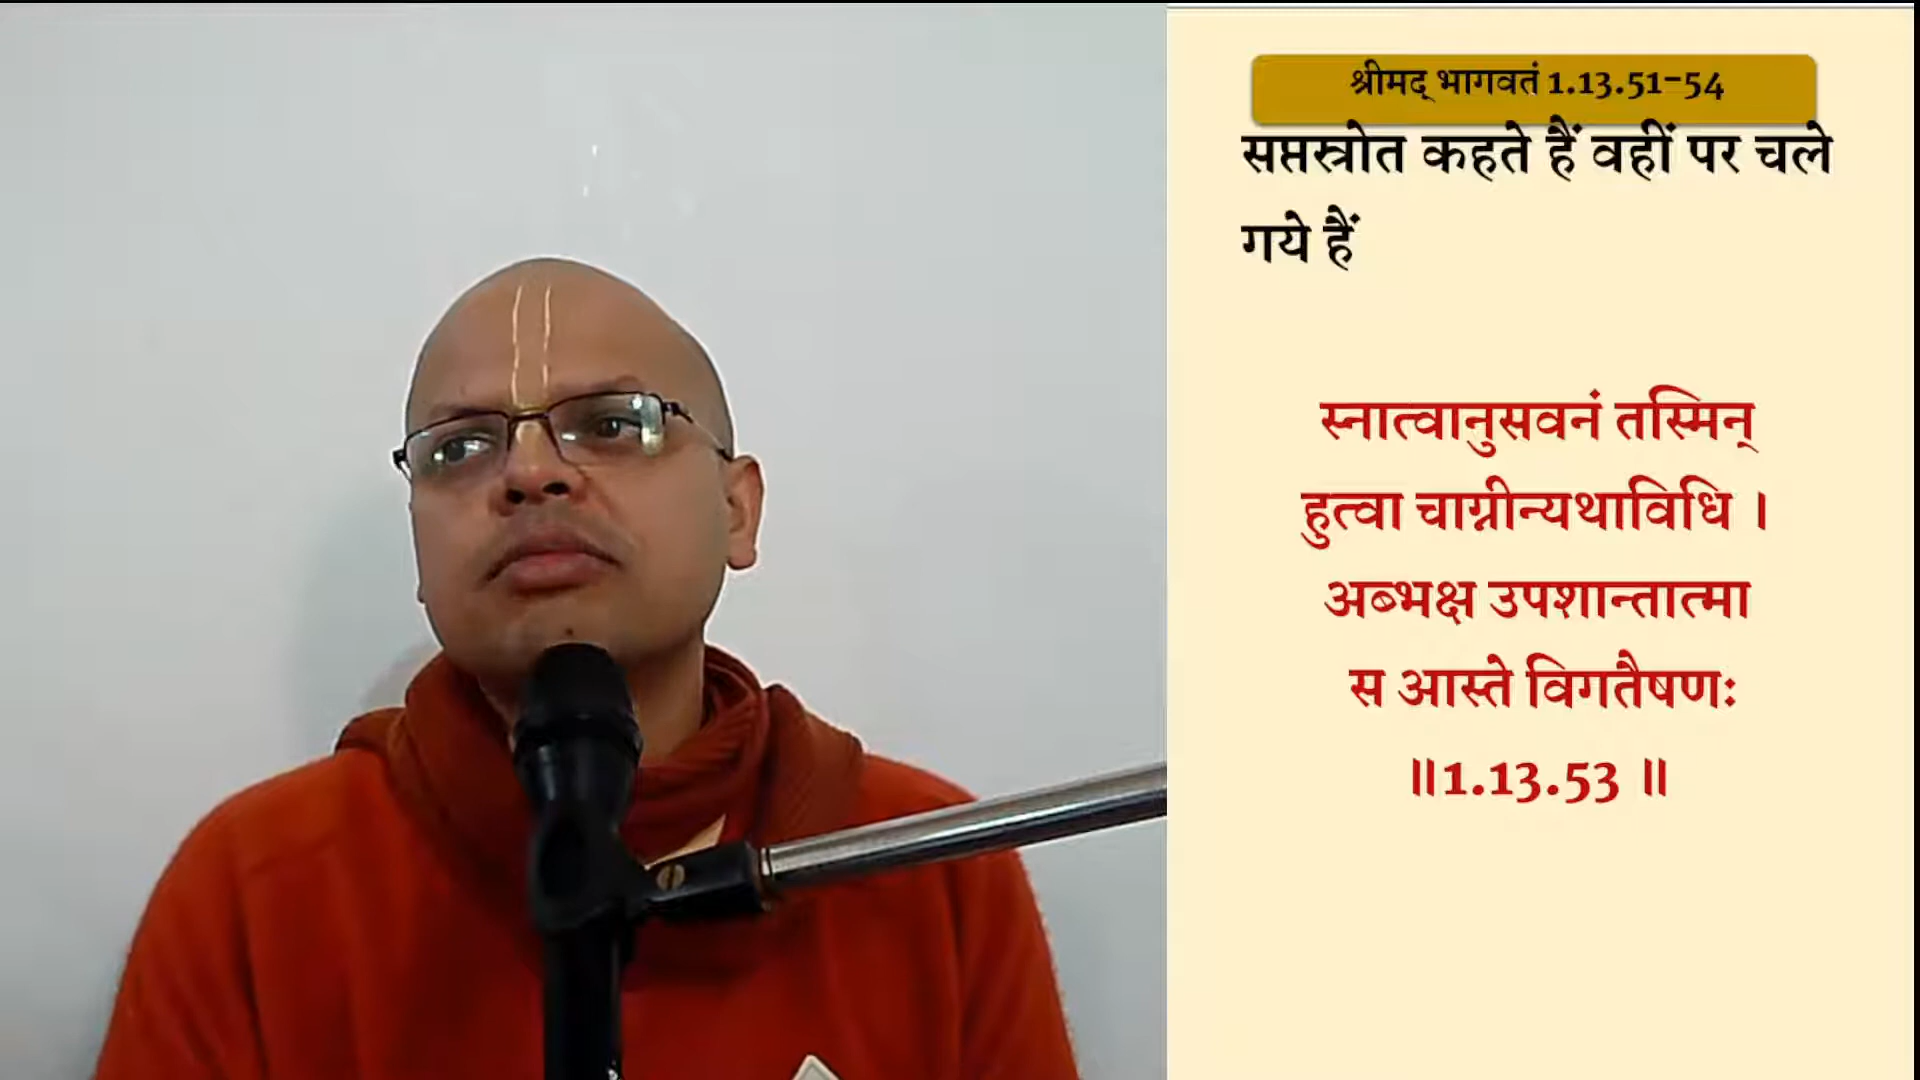 श्रीमद् भागवतं 1.13.51-54
सप्तस्रोत कहते हैं वहीं पर चले
गये हैं
स्नात्वानुसवनं तस्मिन्
हुत्वा चाग्नीन्यथाविधि ।
अब्भक्ष उपशान्तात्मा
स आस्ते विगतैषणः
॥1.13.53 ॥